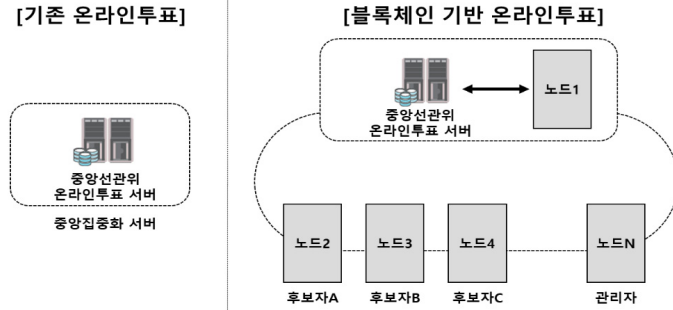 [기존 온라인투표]
중앙선관위
온라인투표 서버
중앙집중화 서버
[블록체인 기반 온라인투표]
중앙선관위
온라인투표 서버
노드1
노드2
노드3
노드4
노드N
후보자A
후보자B
후보자C
관리자